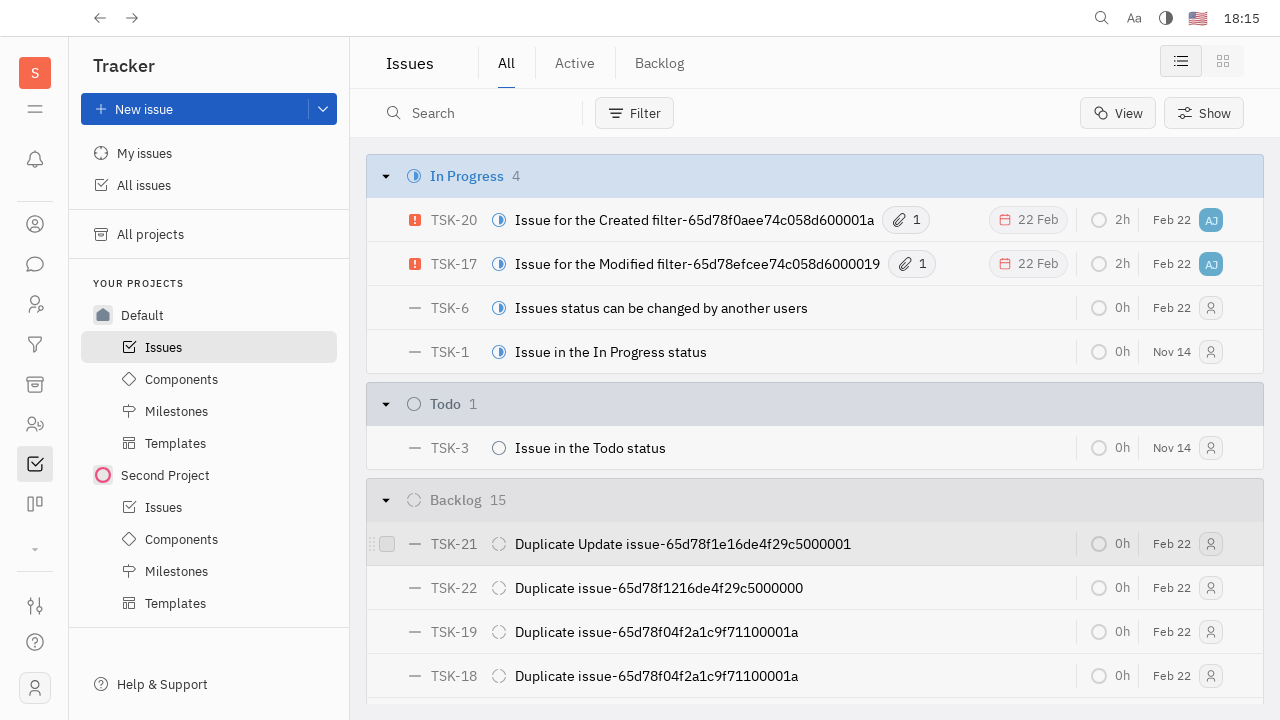 Aa
18:15
S
Tracker
New issue
My issues
All issues
All projects
YOUR PROJECTS
Default
Issues
Components
Milestones
Templates
Second Project
Issues
Components
Milestones
Templates
Help & Support
Issues
All
Active
Backlog
Search
Filter
View
Show
In Progress 4
TSK-20 Issue for the Created filter-65d78f0aee74c058d600001a 1 22 Feb 2h Feb 22 AJ
TSK-17 Issue for the Modified filter-65d78efcee74c058d6000019 1 22 Feb 2h Feb 22 AJ
TSK-6 Issues status can be changed by another users 0h Feb 22
TSK-1 Issue in the In Progress status 0h Nov 14
Todo 1
TSK-3 Issue in the Todo status 0h Nov 14
Backlog 15
TSK-21 Duplicate Update issue-65d78f1e16de4f29c5000001 0h Feb 22
TSK-22 Duplicate issue-65d78f1216de4f29c5000000 0h Feb 22
TSK-19 Duplicate issue-65d78f04f2a1c9f71100001a 0h Feb 22
TSK-18 Duplicate issue-65d78f04f2a1c9f71100001a 0h Feb 22